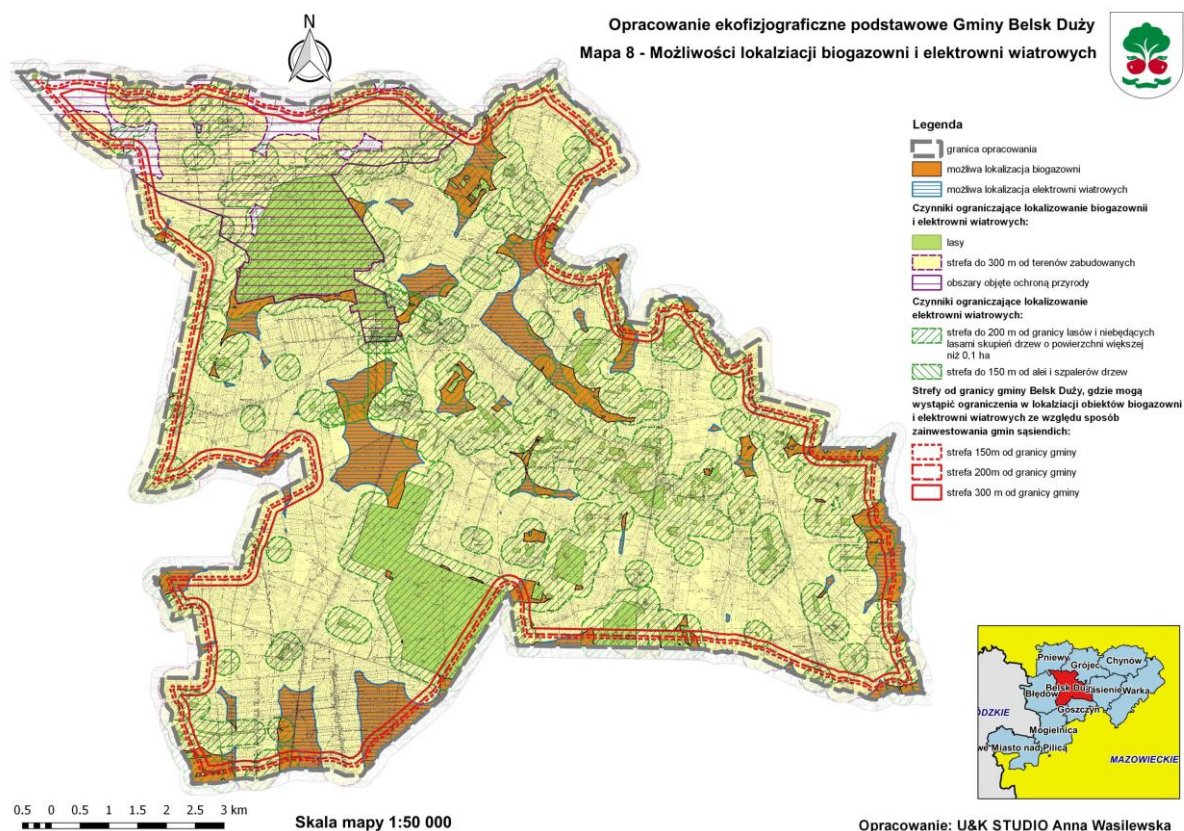 Opracowanie ekofizjograficzne podstawowe Gminy Belsk Duży
Mapa 8 - Możliwości lokalziacji biogazowni i elektrowni wiatrowych
N
Legenda
granica opracowania
możliwa lokalizacja biogazowni
możliwa lokalizacja elektrowni wiatrowych
Czynniki ograniczające lokalizowanie biogazownii
i elektrowni wiatrowych:
lasy
strefa do 300 m od terenów zabudowanych
obszary objęte ochroną przyrody
Czynniki ograniczające lokalizowanie
elektrowni wiatrowych:
strefa do 200 m od granicy lasów i niebędących
lasami skupień drzew o powierzchni większej
niż 0,1 ha
strefa do 150 m od alei i szpalerów drzew
Strefy od granicy gminy Belsk Duży, gdzie mogą
wystąpić ograniczenia w lokalziacji obiektów biogazowni
i elektrowni wiatrowych ze względu sposób
zainwestowania gmin sąsiendich:
strefa 150m od granicy gminy
strefa 200m od granicy gminy
strefa 300 m od granicy gminy
Pniewy
Grójec
Chynów
Błędów
Belsk Du
asienie
Warka
Goszczyn
ÓDZKIE
Mogielnica
we Miasto nad Pilicą
MAZOWIECKIE
0.5 0 0.5 1 1.5 2 2.5 3 km
Skala mapy 1:50 000
Opracowanie: U&K STUDIO Anna Wasilewska